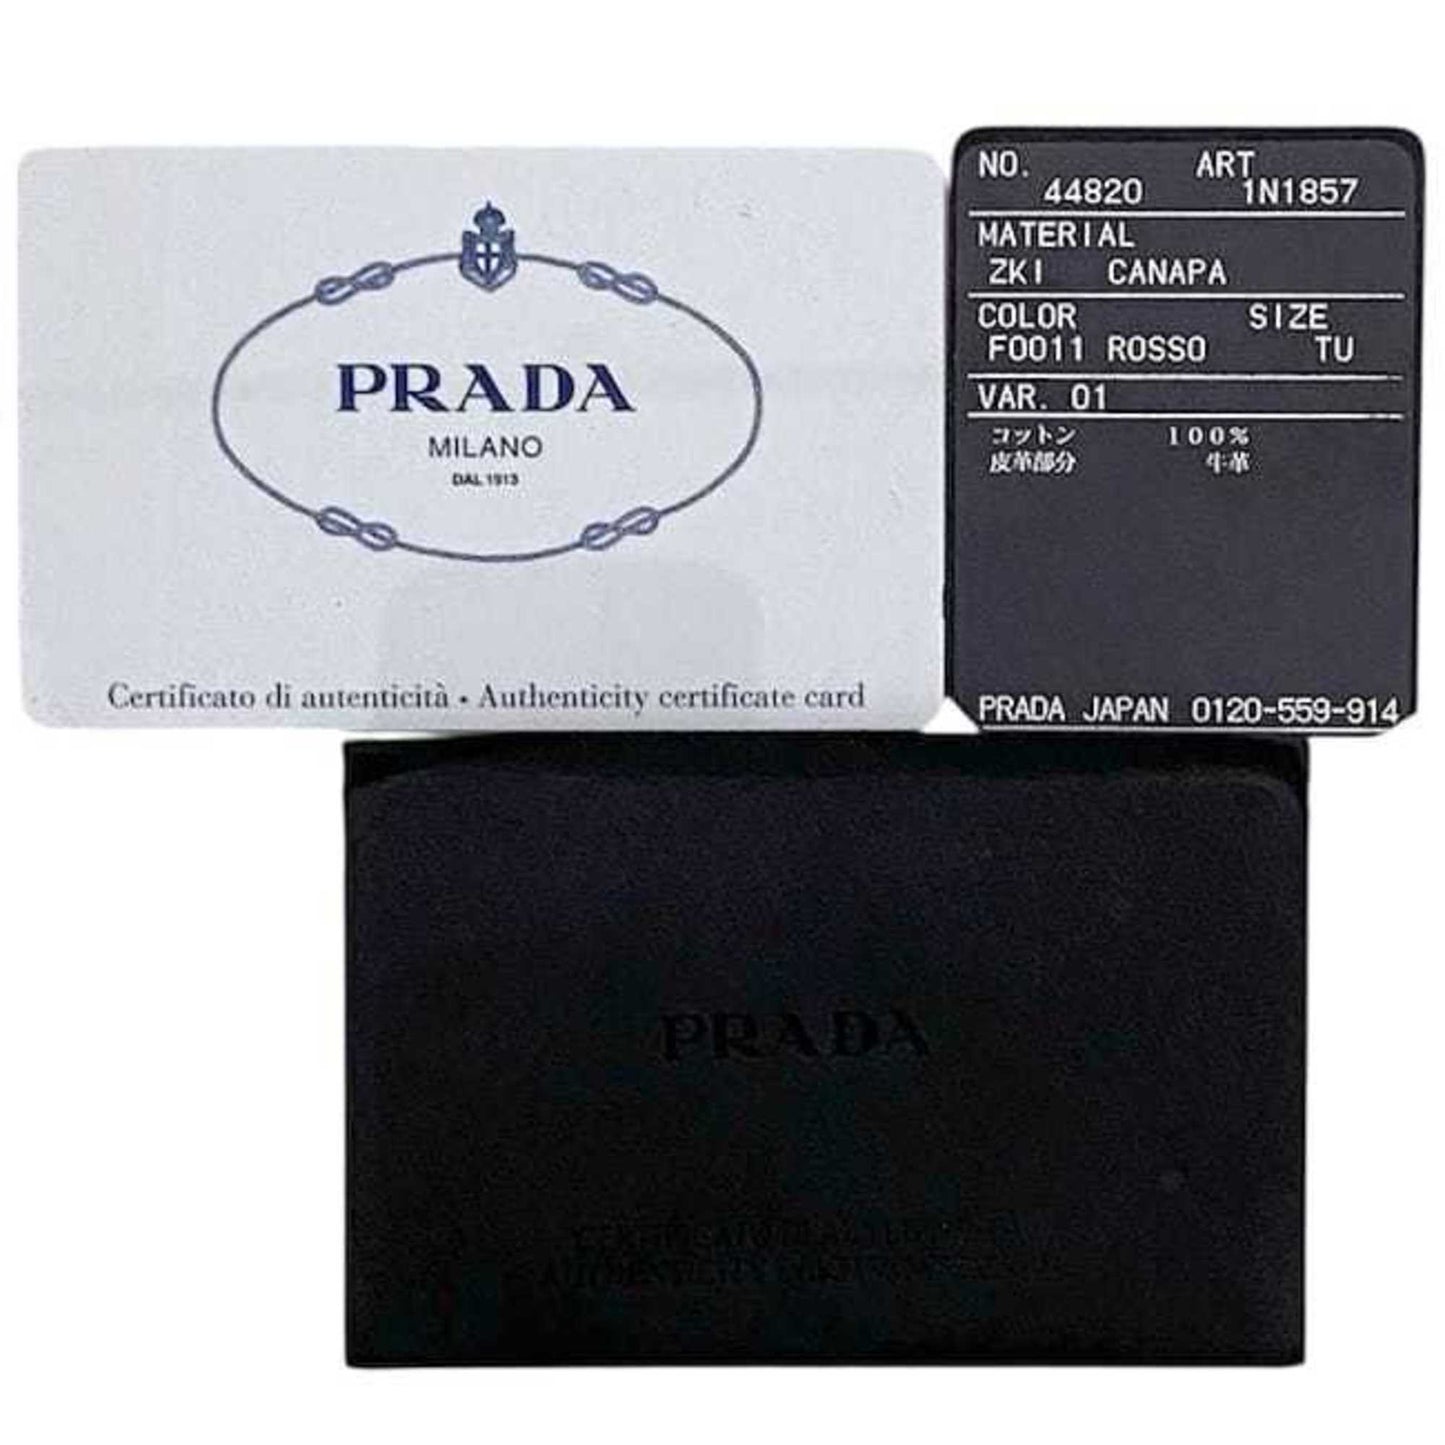 PRADA
MILANO
DAL 1913
Certificato di autenticità • Authenticity certificate card
NO. ART
44820 1N1857
MATERIAL
ZKI CANAPA
COLOR SIZE
F0011 ROSSO TU
VAR. 01
コットン 100%
皮革部分 牛革
PRADA JAPAN 0120-559-914
PRADA
CERTIFICATO DI